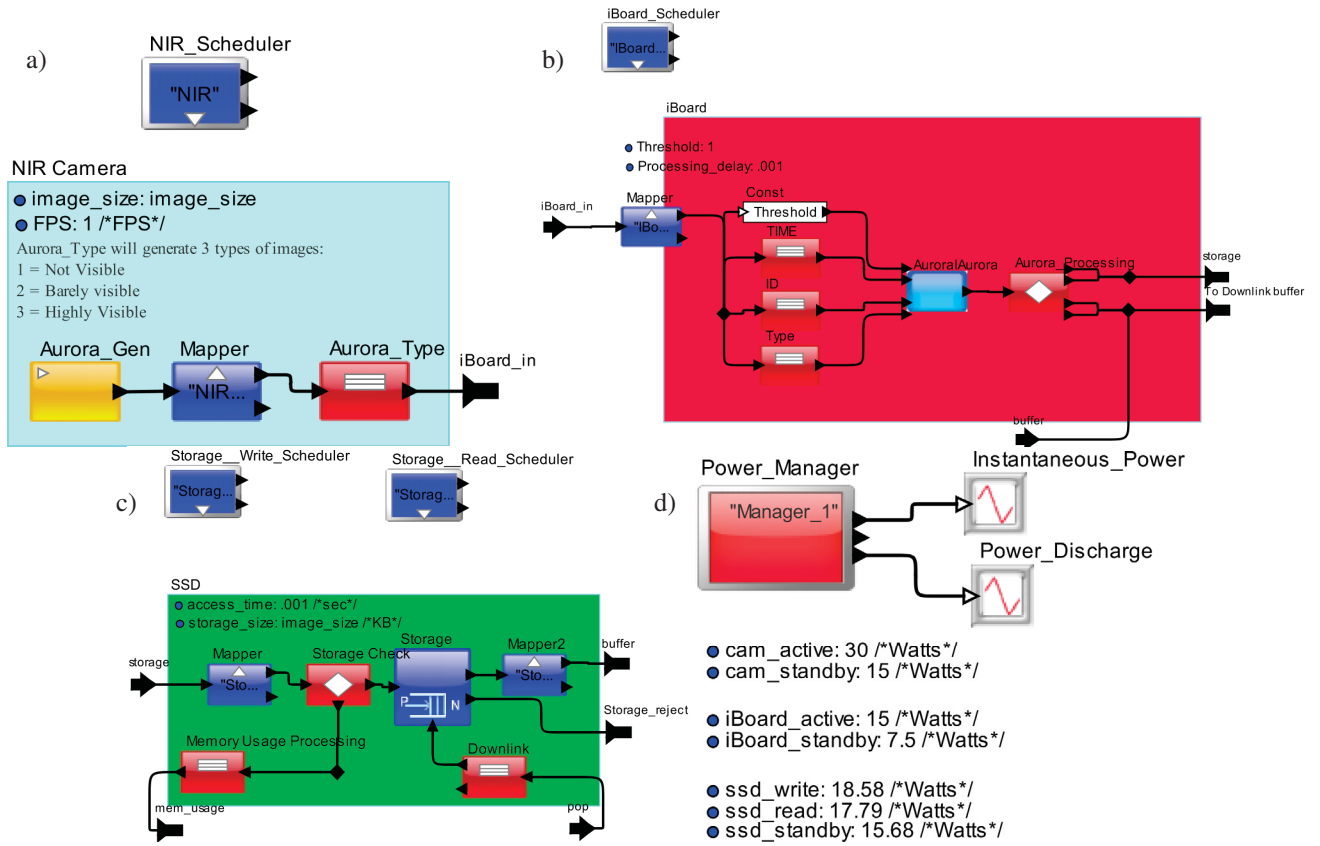 a)
NIR_Scheduler
"NIR"
NIR Camera
image_size: image_size
FPS: 1 /*FPS*/
Aurora_Type will generate 3 types of images:
1 = Not Visible
2 = Barely visible
3 = Highly Visible
Aurora_Gen
Mapper
"NIR...
Aurora_Type
iBoard_in
b)
iBoard_Scheduler
"IBoard...
iBoard
Threshold: 1
Processing_delay: .001
iBoard_in
Mapper
"IBo...
Const
Threshold
TIME
ID
Type
Auroral\Aurora
Aurora_Processing
storage
To Downlink buffer
buffer
c)
Storage__Write_Scheduler
"Storag...
Storage__Read_Scheduler
"Storag...
SSD
access_time: .001 /*sec*/
storage_size: image_size /*KB*/
storage
Mapper
"Sto...
Storage Check
Storage
P
N
Mapper2
"Sto...
buffer
Storage_reject
Memory Usage Processing
Downlink
mem_usage
pop
d)
Power_Manager
"Manager_1"
Instantaneous_Power
Power_Discharge
cam_active: 30 /*Watts*/
cam_standby: 15 /*Watts*/
iBoard_active: 15 /*Watts*/
iBoard_standby: 7.5 /*Watts*/
ssd_write: 18.58 /*Watts*/
ssd_read: 17.79 /*Watts*/
ssd_standby: 15.68 /*Watts*/